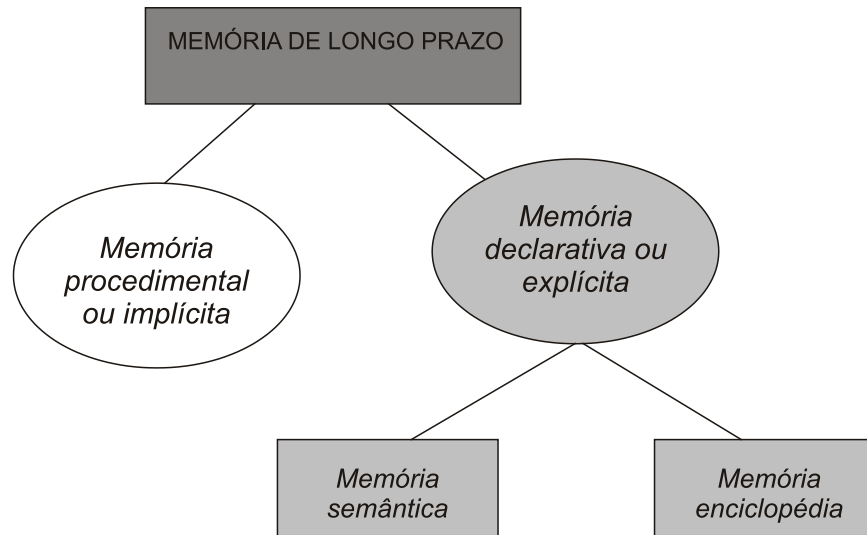 MEMÓRIA DE LONGO PRAZO
Memória
procedimental
ou implícita
Memória
declarativa ou
explícita
Memória
semântica
Memória
enciclopédia